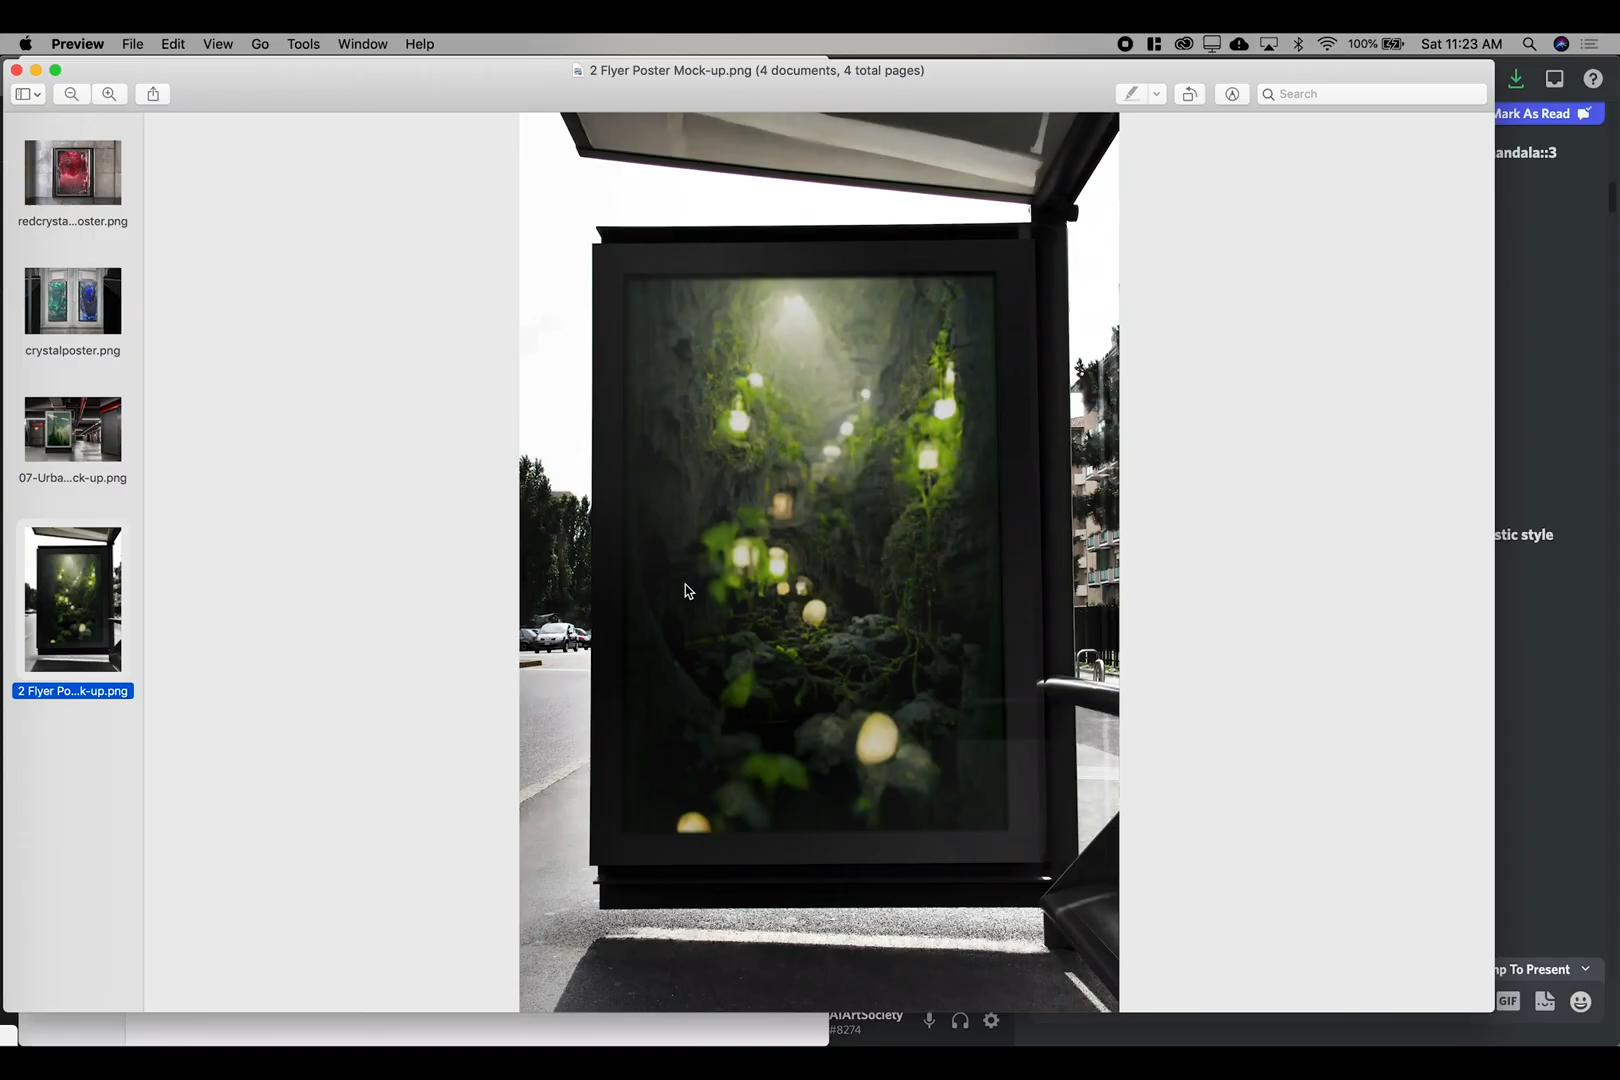 Preview File Edit View Go Tools Window Help
100% Sat 11:23 AM
2 Flyer Poster Mock-up.png (4 documents, 4 total pages)
Search
Mark As Read
andala::3
redcrysta...oster.png
crystalposter.png
07-Urba...ck-up.png
stic style
2 Flyer Po...k-up.png
mp To Present
GIF
AiArtSociety
#8274